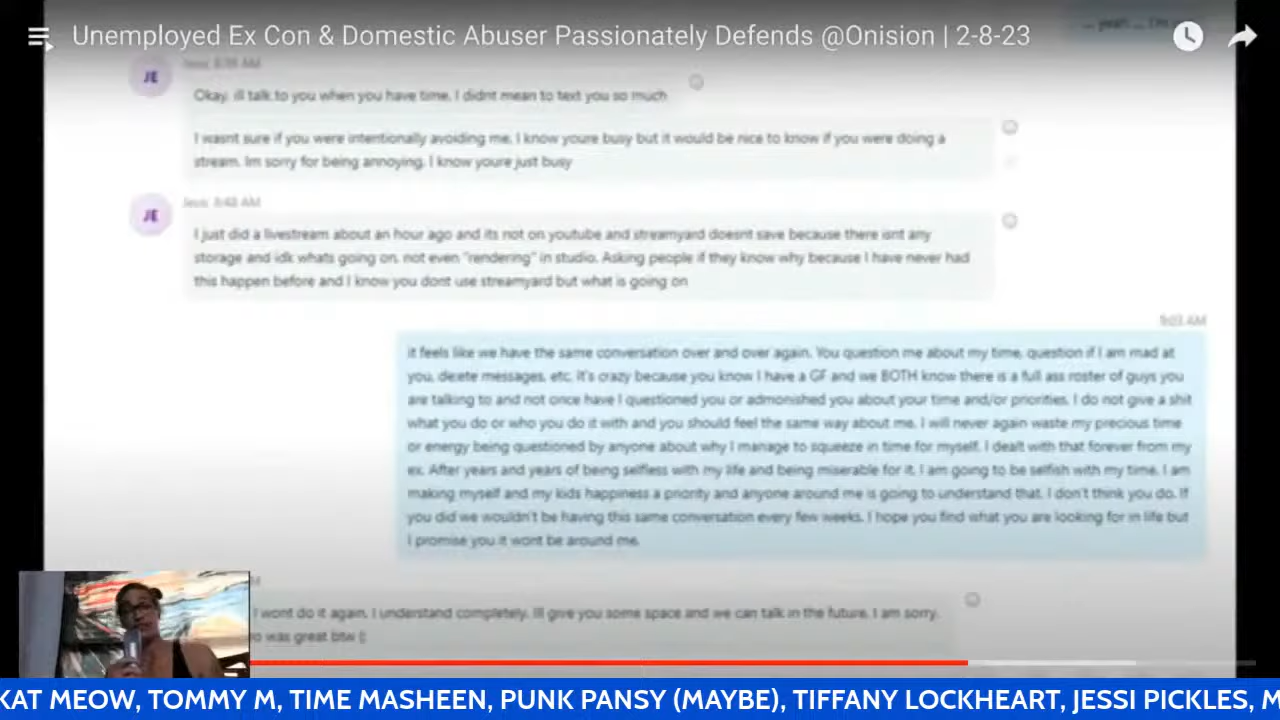 Unemployed Ex Con & Domestic Abuser Passionately Defends @Onision | 2-8-23
... yeah ...
JE
Okay. ill talk to you when you have time. I didnt mean to text you so much
I wasnt sure if you were intentionally avoiding me. I know youre busy but it would be nice to know if you were doing a
stream. Im sorry for being annoying. I know youre just busy
JE
I just did a livestream about an hour ago and its not on youtube and streamyard doesnt save because there isnt any
storage and idk whats going on. not even "rendering" in studio. Asking people if they know why because I have never had
this happen before and I know you dont use streamyard but what is going on
9:03 AM
it feels like we have the same conversation over and over again. You question me about my time, question if I am mad at
you, delete messages, etc. It's crazy because you know I have a GF and we BOTH know there is a full ass roster of guys you
are talking to and not once have I questioned you or admonished you about your time and/or priorities. I do not give a shit
what you do or who you do it with and you should feel the same way about me. I will never again waste my precious time
or energy being questioned by anyone about why I manage to squeeze in time for myself. I dealt with that forever from my
ex. After years and years of being selfless with my life and being miserable for it. I am going to be selfish with my time. I am
making myself and my kids happiness a priority and anyone around me is going to understand that. I don't think you do. If
you did we wouldn't be having this same conversation every few weeks. I hope you find what you are looking for in life but
I promise you it wont be around me.
I wont do it again. I understand completely. Ill give you some space and we can talk in the future. I am sorry.
was great btw (:
KAT MEOW, TOMMY M, TIME MASHEEN, PUNK PANSY (MAYBE), TIFFANY LOCKHEART, JESSI PICKLES, M